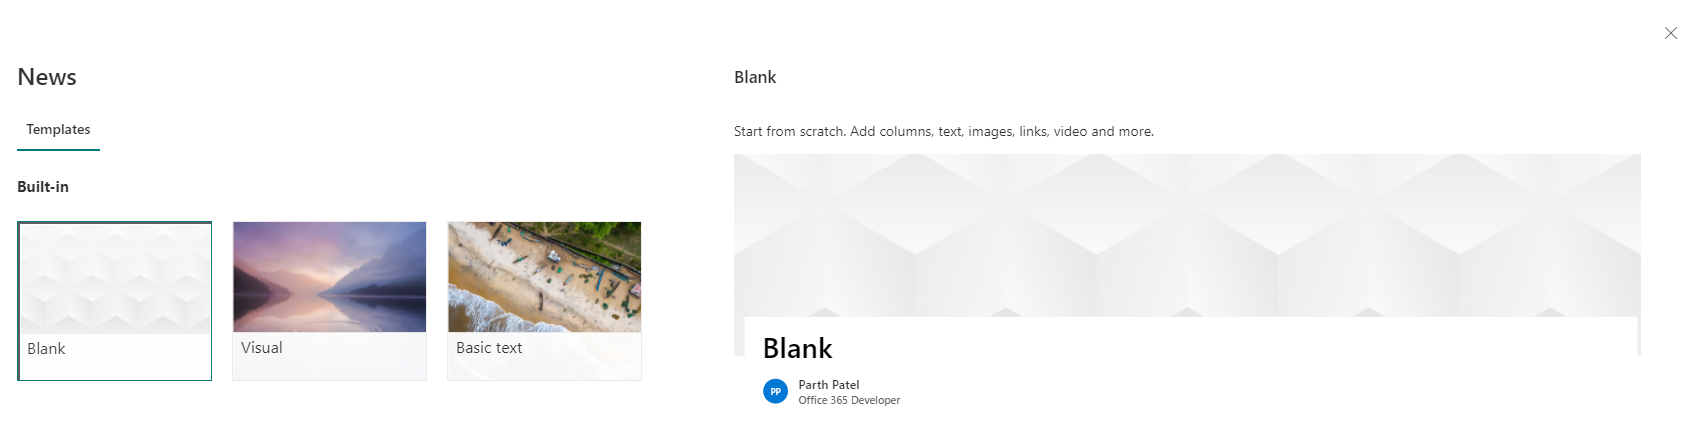 News
Templates
Built-in
Blank
Visual
Basic text
Blank
Start from scratch. Add columns, text, images, links, video and more.
Blank
PP
Parth Patel
Office 365 Developer